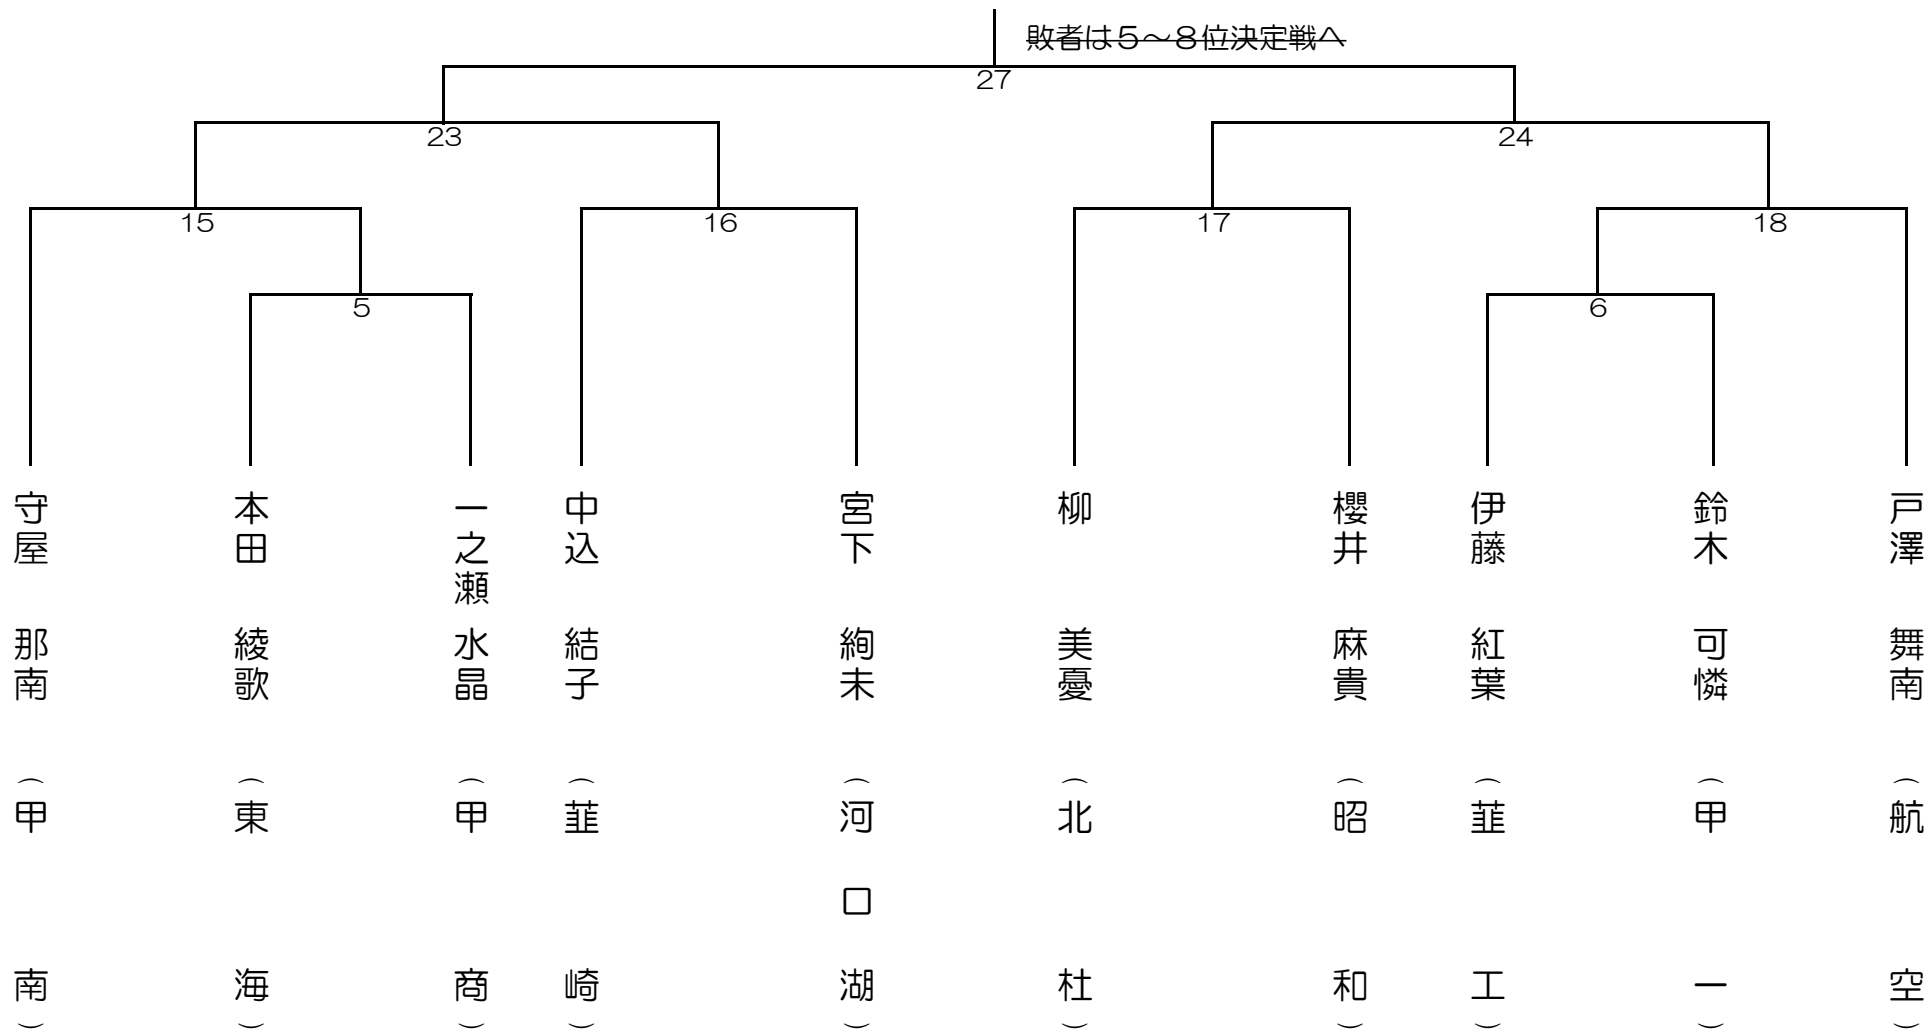 敗者は５～８位決定戦へ
27
23
24
15
16
17
18
5
6
守屋 那南 （甲 南）
本田 綾歌 （東 海）
一之瀬 水晶 （甲 商）
中込 結子 （韮 崎）
宮下 絢未 （河 口 湖）
柳 美憂 （北 杜）
櫻井 麻貴 （昭 和）
伊藤 紅葉 （韮 工）
鈴木 可憐 （甲 一）
戸澤 舞南 （航 空）